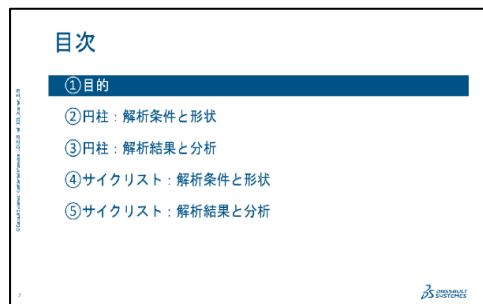 目次
①目的
②円柱：解析条件と形状
③円柱：解析結果と分析
④サイクリスト：解析条件と形状
⑤サイクリスト：解析結果と分析
7
DASSAULT
SYSTEMES